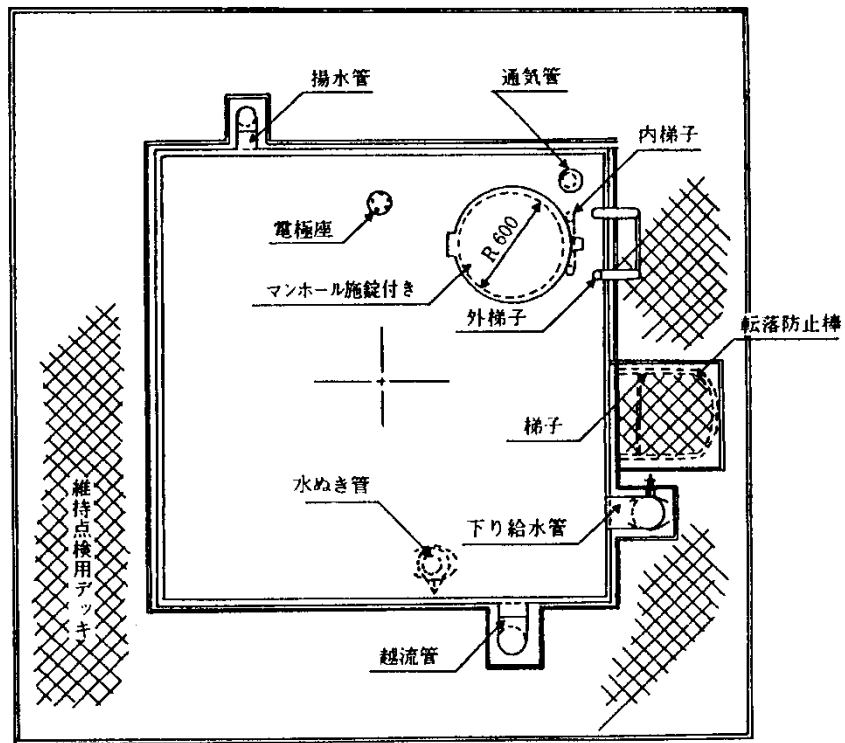 揚水管
通気管
内梯子
電極座
R 600
マンホール施錠付き
外梯子
転落防止棒
梯子
水ぬき管
下り給水管
維持点検用デッキ
越流管